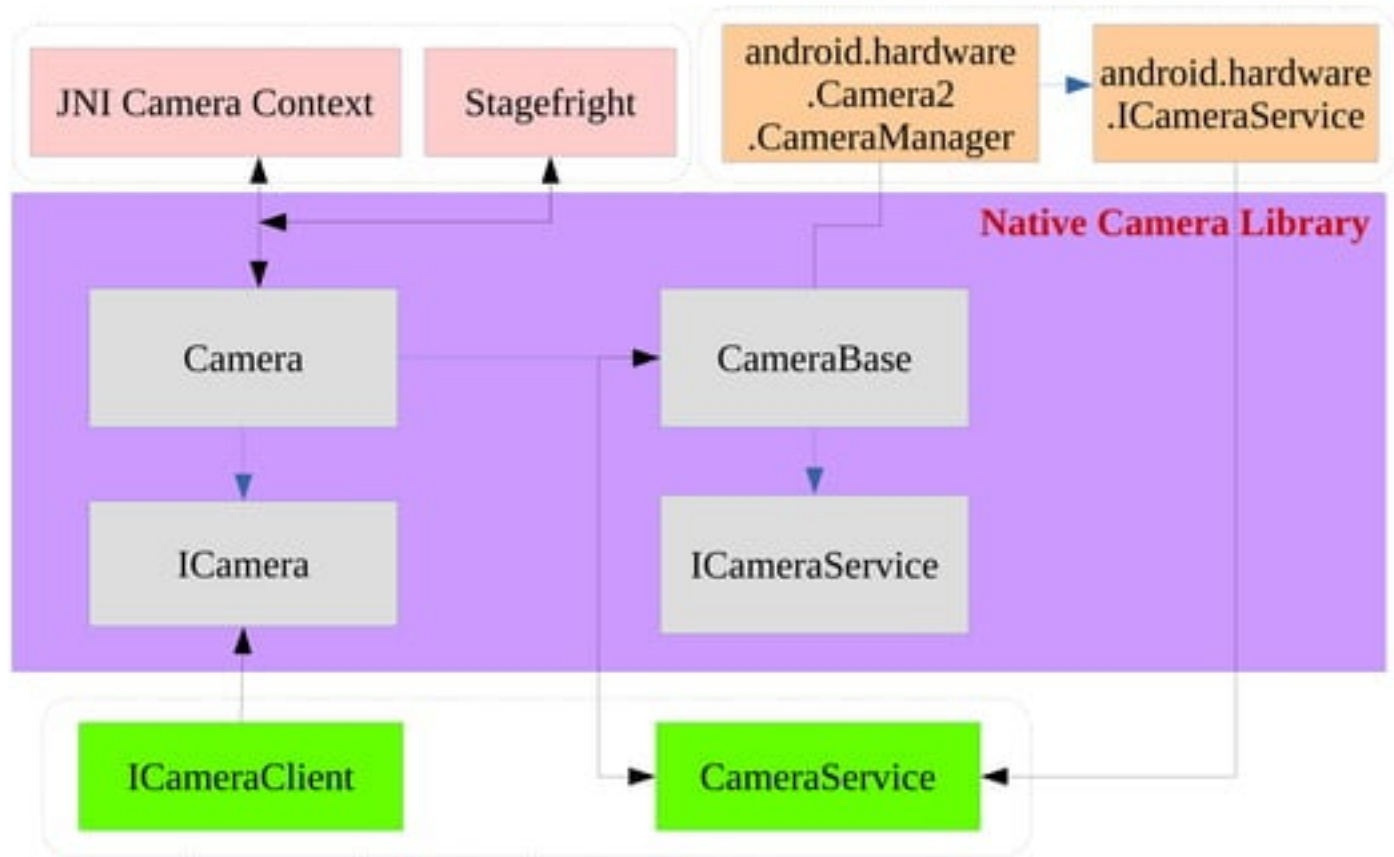 JNI Camera Context
Stagefright
android.hardware
.Camera2
.CameraManager
android.hardware
.ICameraService
Native Camera Library
Camera
CameraBase
ICamera
ICameraService
ICameraClient
CameraService